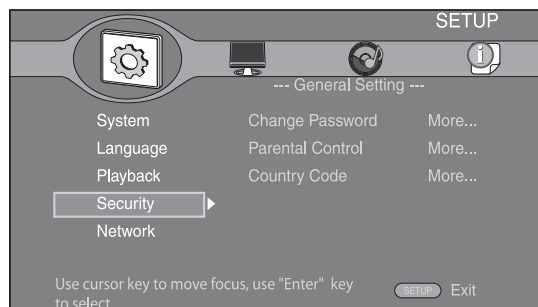 SETUP
--- General Setting ---
System Change Password More...
Language Parental Control More...
Playback Country Code More...
Security
Network
Use cursor key to move focus, use "Enter" key
to select
SETUP Exit